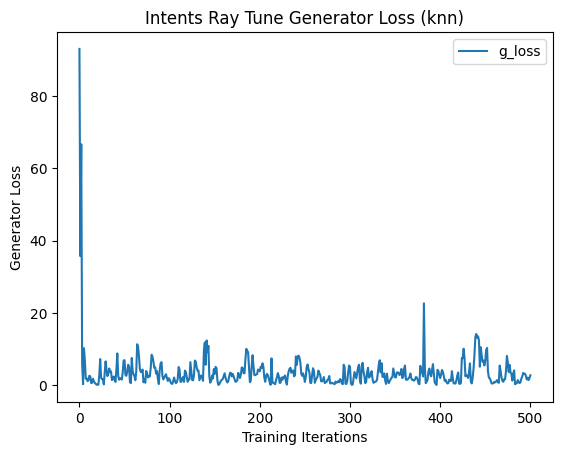 Intents Ray Tune Generator Loss (knn)
g_loss
Generator Loss
80
60
40
20
0
0 100 200 300 400 500
Training Iterations